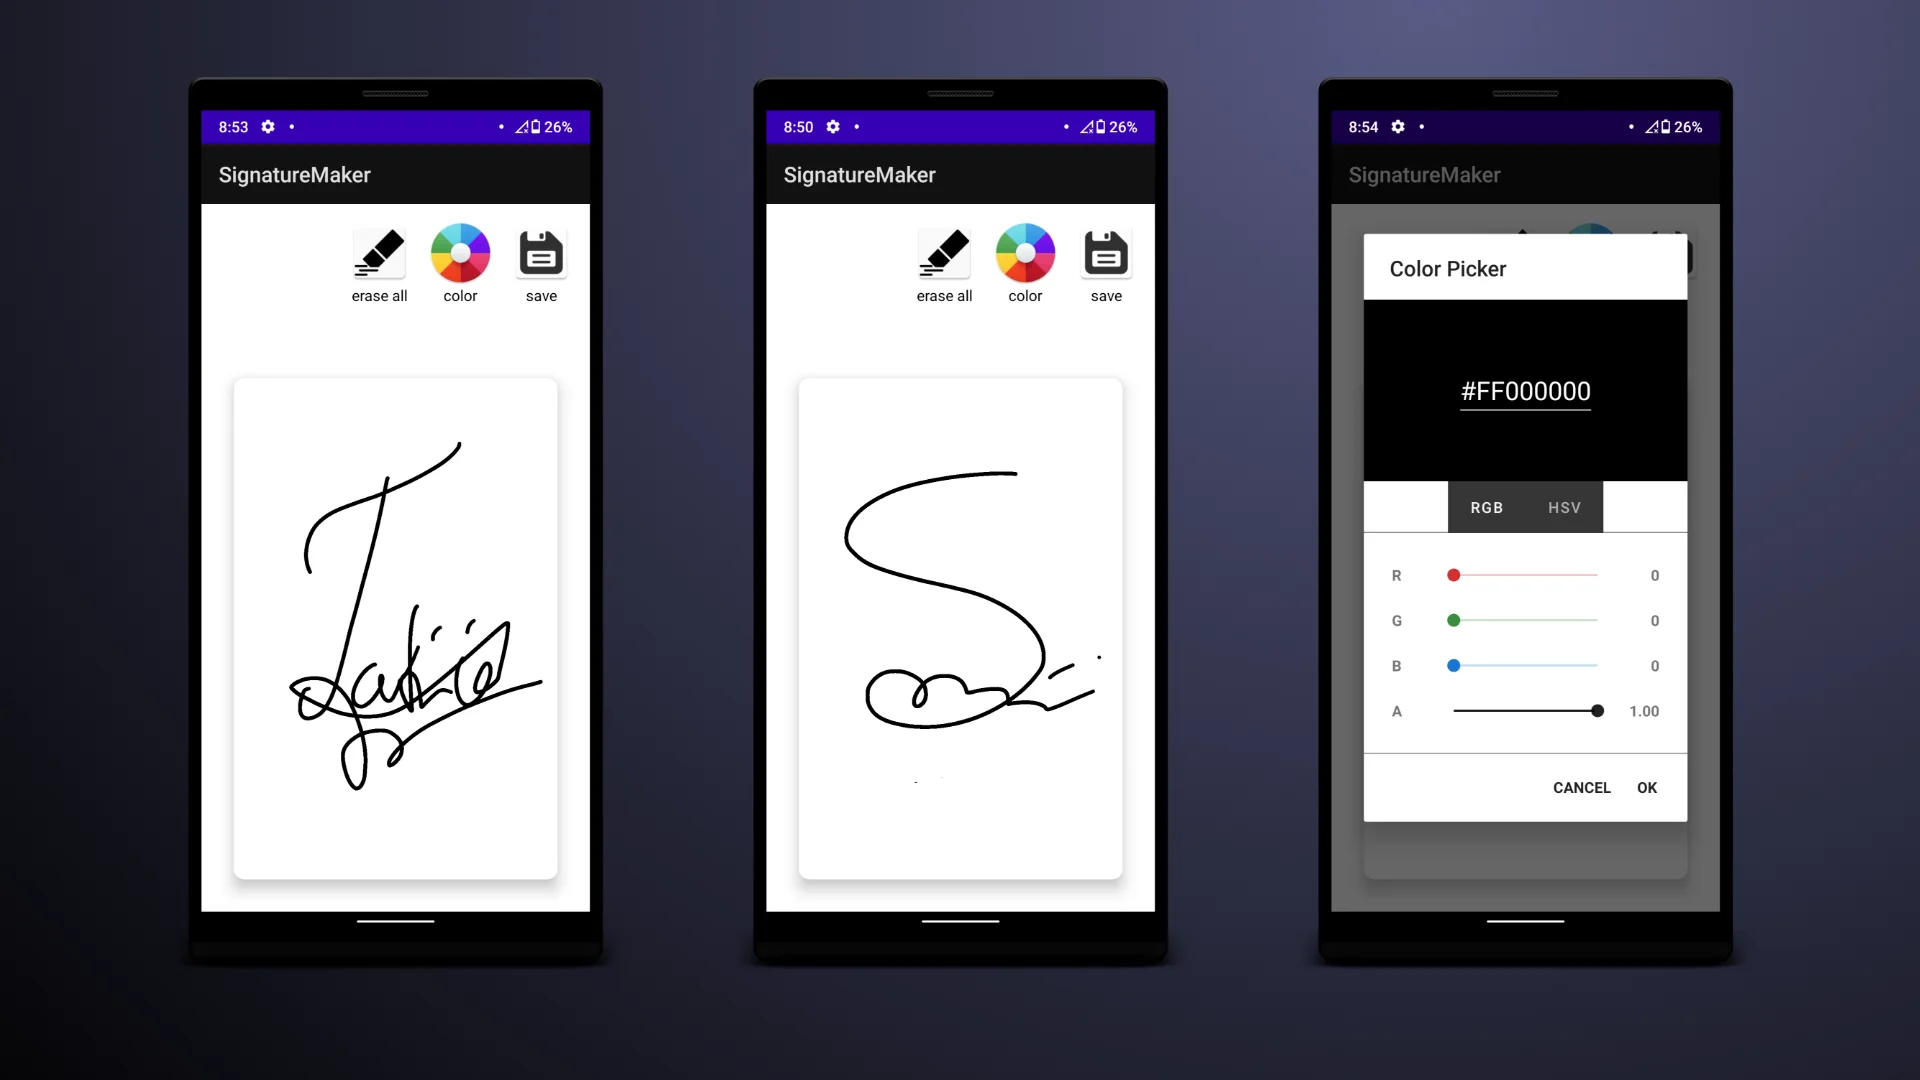 8:53
26%
SignatureMaker
erase all
color
save
8:50
26%
SignatureMaker
erase all
color
save
8:54
26%
SignatureMaker
Color Picker
#FF000000
RGB HSV
R 0
G 0
B 0
A 1.00
CANCEL OK